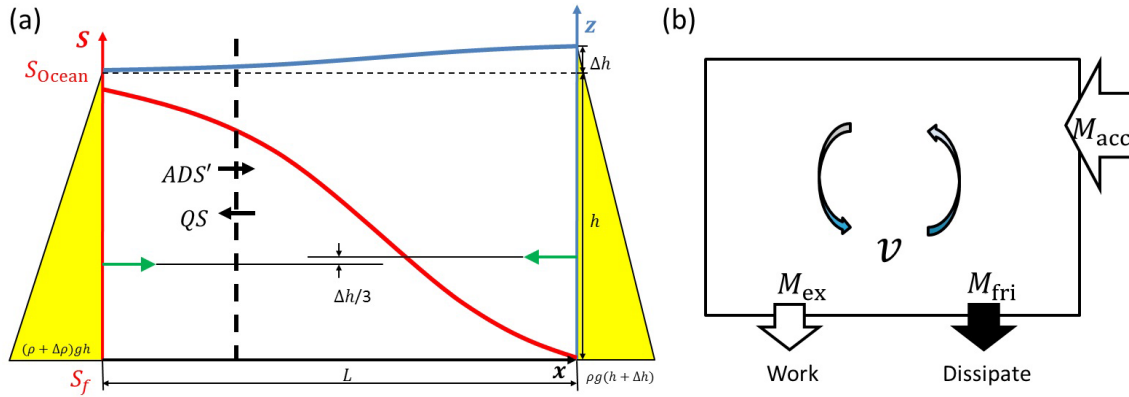 (a)
S
z
S_Ocean
Δh
ADS′
QS
h
Δh/3
(ρ + Δρ)gh
S_f
L
x
ρg(h + Δh)
(b)
M_acc
v
M_ex
M_fri
Work
Dissipate